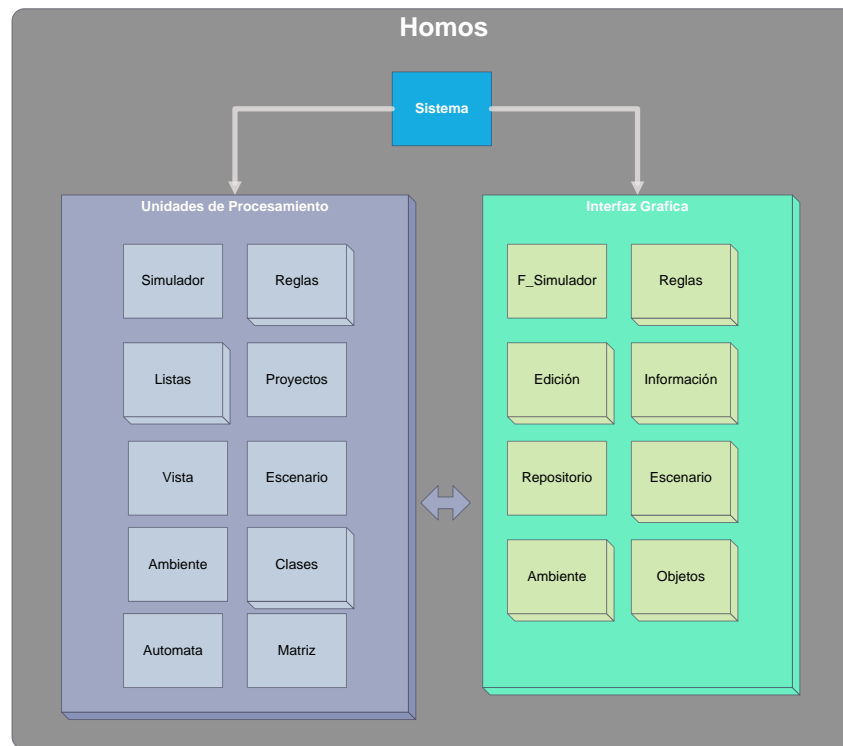 Homos
Sistema
Unidades de Procesamiento
Simulador
Reglas
Listas
Proyectos
Vista
Escenario
Ambiente
Clases
Automata
Matriz
Interfaz Grafica
F_Simulador
Reglas
Edición
Información
Repositorio
Escenario
Ambiente
Objetos